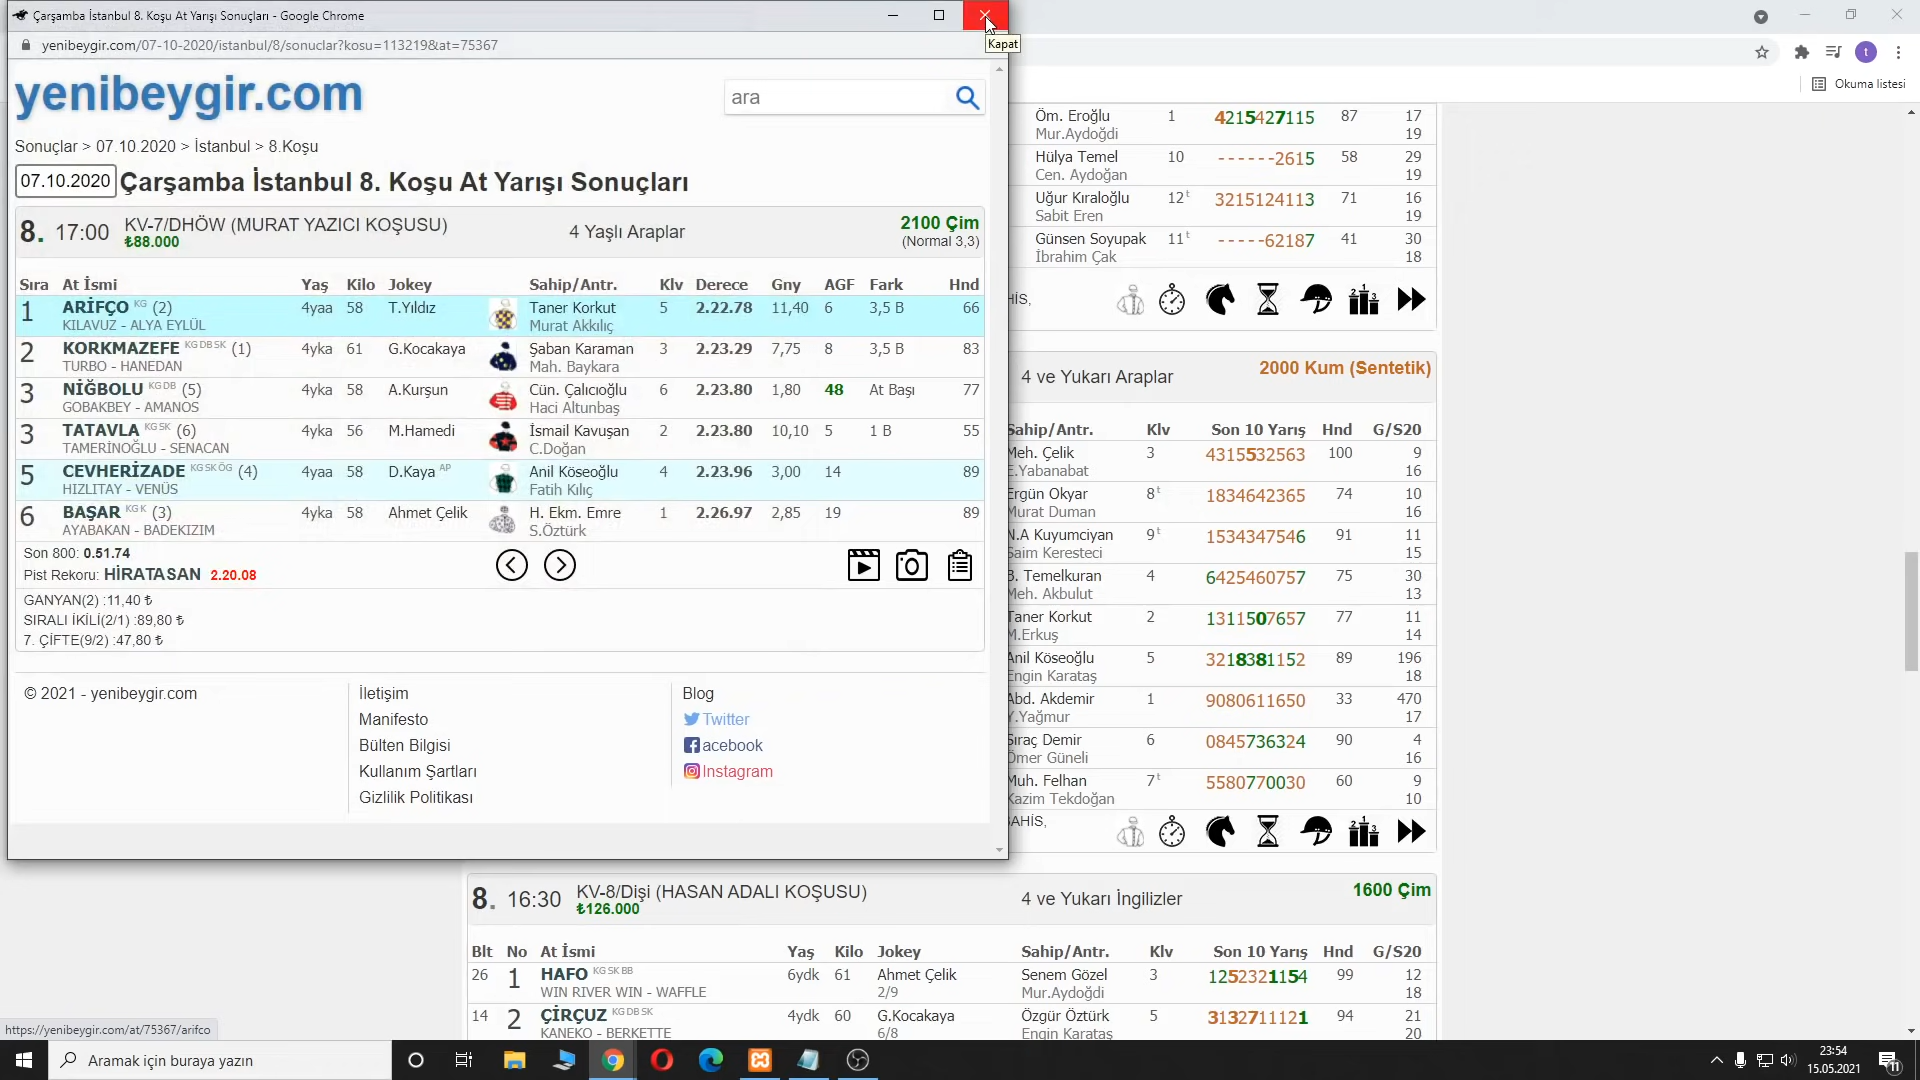 Çarşamba İstanbul 8. Koşu At Yarışı Sonuçları - Google Chrome
yenibeygir.com/07-10-2020/istanbul/8/sonuclar?kosu=113219&at=75367
Kapat
t
Okuma listesi
yenibeygir.com
ara
Sonuçlar > 07.10.2020 > İstanbul > 8.Koşu
07.10.2020 Çarşamba İstanbul 8. Koşu At Yarışı Sonuçları
8. 17:00 KV-7/DHÖW (MURAT YAZICI KOŞUSU) 4 Yaşlı Araplar 2100 Çim
₺88.000 (Normal 3,3)
Sıra At İsmi Yaş Kilo Jokey Sahip/Antr. Klv Derece Gny AGF Fark Hnd
1 ARİFÇO KG (2) 4yaa 58 T.Yıldız Taner Korkut 5 2.22.78 11,40 6 3,5 B 66
KILAVUZ - ALYA EYLÜL Murat Akkılıç
2 KORKMAZEFE KG DB SK (1) 4yka 61 G.Kocakaya Şaban Karaman 3 2.23.29 7,75 8 3,5 B 83
TURBO - HANEDAN Mah. Baykara
3 NİĞBOLU KG DB (5) 4yka 58 A.Kurşun Cün. Çalıcıoğlu 6 2.23.80 1,80 48 At Başı 77
GOBAKBEY - AMANOS Haci Altunbaş
3 TATAVLA KG SK (6) 4yka 56 M.Hamedi İsmail Kavuşan 2 2.23.80 10,10 5 1 B 55
TAMERİNOĞLU - SENACAN C.Doğan
5 CEVHERİZADE KG SK ÖG (4) 4yaa 58 D.Kaya AP Anil Köseoğlu 4 2.23.96 3,00 14 89
HIZLITAY - VENÜS Fatih Kılıç
6 BAŞAR KG K (3) 4yka 58 Ahmet Çelik H. Ekm. Emre 1 2.26.97 2,85 19 89
AYABAKAN - BADEKIZIM S.Öztürk
Son 800: 0.51.74
Pist Rekoru: HİRATASAN 2.20.08
GANYAN(2) :11,40 ₺
SIRALI İKİLİ(2/1) :89,80 ₺
7. ÇİFTE(9/2) :47,80 ₺
© 2021 - yenibeygir.com
İletişim
Manifesto
Bülten Bilgisi
Kullanım Şartları
Gizlilik Politikası
Blog
Twitter
acebook
Instagram
Öm. Eroğlu 1 4215427115 87 17
Mur.Aydoğdi 19
Hülya Temel 10 ------2615 58 29
Cen. Aydoğan 19
Uğur Kıraloğlu 12 t 3215124113 71 16
Sabit Eren 19
Günsen Soyupak 11 t -----62187 41 30
İbrahim Çak 18
HİS,
4 ve Yukarı Araplar 2000 Kum (Sentetik)
Sahip/Antr. Klv Son 10 Yarış Hnd G/S20
Meh. Çelik 3 4315532563 100 9
E.Yabanabat 16
Ergün Okyar 8 t 1834642365 74 10
Murat Duman 16
N.A Kuyumciyan 9 t 1534347546 91 11
Saim Keresteci 15
B. Temelkuran 4 6425460757 75 30
Meh. Akbulut 13
Taner Korkut 2 1311507657 77 11
M.Erkuş 14
Anil Köseoğlu 5 3218381152 89 196
Engin Karataş 18
Abd. Akdemir 1 9080611650 33 470
Y.Yağmur 17
Sıraç Demir 6 0845736324 90 4
Ömer Güneli 16
Muh. Felhan 7 t 5580770030 60 9
Kazim Tekdoğan 10
AHİS,
8. 16:30 KV-8/Dişi (HASAN ADALI KOŞUSU) 4 ve Yukarı İngilizler 1600 Çim
₺126.000
Blt No At İsmi Yaş Kilo Jokey Sahip/Antr. Klv Son 10 Yarış Hnd G/S20
26 1 HAFO KG SK BB 6ydk 61 Ahmet Çelik Senem Gözel 3 1252321154 99 12
WIN RIVER WIN - WAFFLE 2/9 Mur.Aydoğdi 18
14 2 ÇİRÇUZ KG DB SK 4ydk 60 G.Kocakaya Özgür Öztürk 5 3132711121 94 21
KANEKO - BERKETTE 6/8 Engin Karataş 20
https://yenibeygir.com/at/75367/arifco
Aramak için buraya yazın
23:54
15.05.2021
11